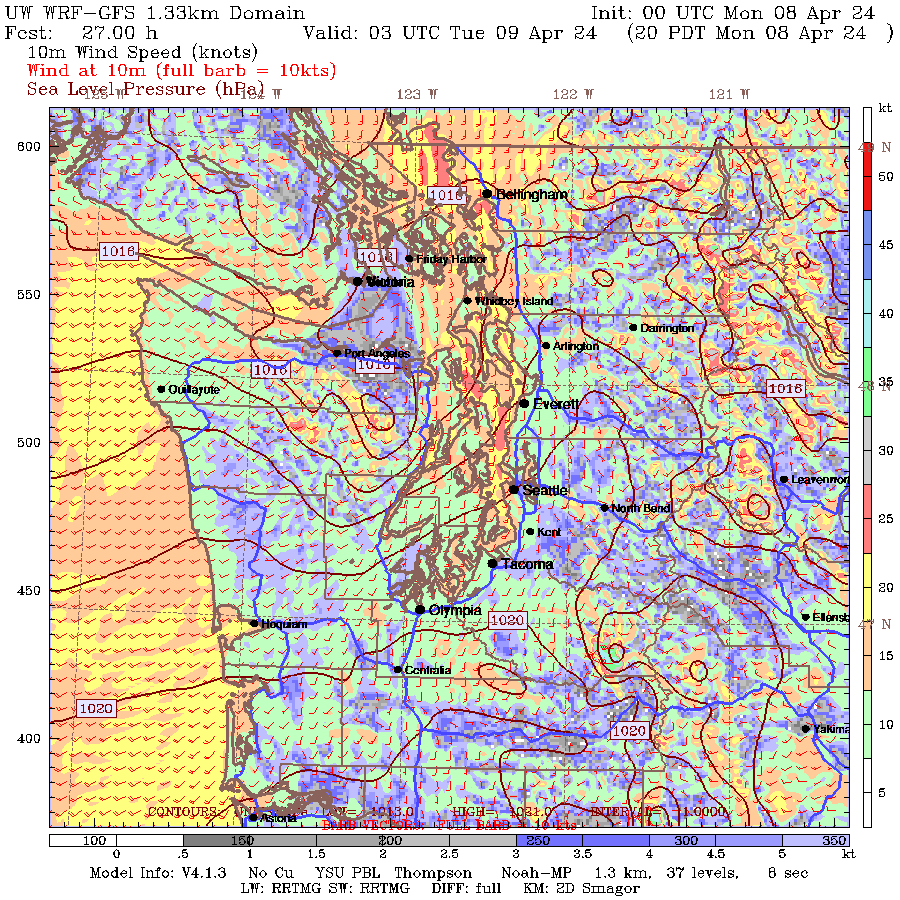 UW WRF-GFS 1.33km Domain Init: 00 UTC Mon 08 Apr 24
Fcst: 27.00 h Valid: 03 UTC Tue 09 Apr 24 (20 PDT Mon 08 Apr 24 )
10m Wind Speed (knots)
Wind at 10m (full barb = 10kts)
Sea Level Pressure (hPa)
125 W 124 W 123 W 122 W 121 W
kt
600
49 N
50
1016
Bellingham
45
1016
1016
Friday Harbor
Victoria
550
Whidbey Island
40
Darrington
Arlington
Port Angeles
1016
1016
35
48 N
Quillayute
1016
Everett
500
30
Leavenwor
Seattle
North Bend
25
Kent
Tacoma
450
20
Olympia
Ellensb
1020
47 N
Hoquiam
Centralia
15
1020
1020
10
Yakima
400
5
CONTOURS: LOW= 1013.0 HIGH= 1021.0 INTERVAL= 1.0000
Astoria
BARB VECTORS: FULL BARB = 10 kts
100 150 200 250 300 350
0 .5 1 1.5 2 2.5 3 3.5 4 4.5 5 kt
Model Info: V4.1.3 No Cu YSU PBL Thompson Noah-MP 1.3 km, 37 levels, 8 sec
LW: RRTMG SW: RRTMG DIFF: full KM: 2D Smagor